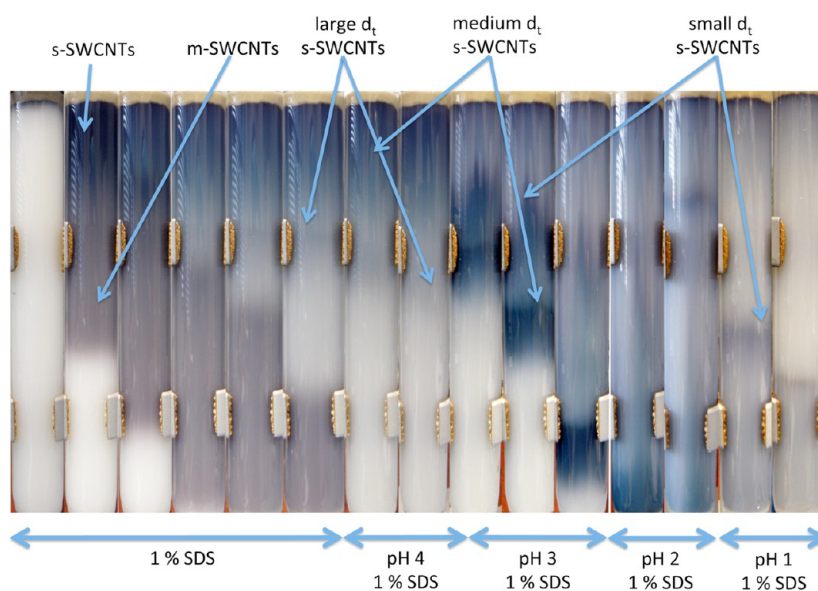 s-SWCNTs
m-SWCNTs
large dt
s-SWCNTs
medium dt
s-SWCNTs
small dt
s-SWCNTs
1 % SDS
pH 4
1 % SDS
pH 3
1 % SDS
pH 2
1 % SDS
pH 1
1 % SDS